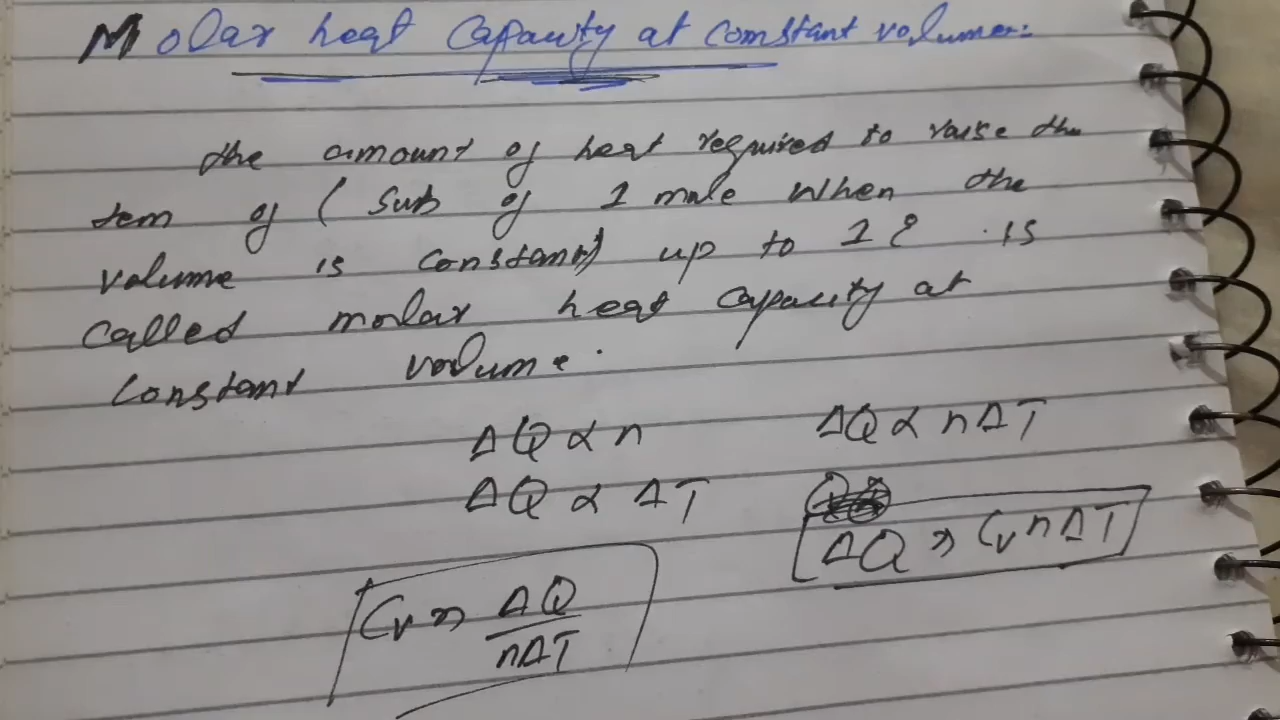 Molar heat Capacity at constant volume:
the amount of heat required to raise the
tem of ( Sub of 1 mole when the
volume is constant) up to 1 is
called molar heat capacity at
constant volume.
ΔQ ∝ n ΔQ ∝ nΔT
ΔQ ∝ ΔT
ΔQ = Cv nΔT
Cv = ΔQ / nΔT